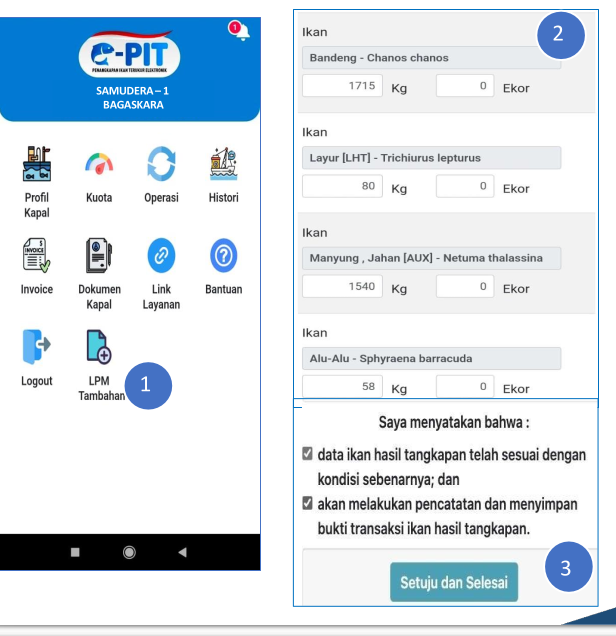 1
e-PIT
PENANGKAPAN IKAN TERUKUR ELEKTRONIK
SAMUDERA – 1
BAGASKARA
Profil Kapal
Kuota
Operasi
Histori
INVOICE
Invoice
Dokumen Kapal
Link Layanan
Bantuan
Logout
LPM Tambahan
1
2
Ikan
Bandeng - Chanos chanos
1715 Kg 0 Ekor
Ikan
Layur [LHT] - Trichiurus lepturus
80 Kg 0 Ekor
Ikan
Manyung , Jahan [AUX] - Netuma thalassina
1540 Kg 0 Ekor
Ikan
Alu-Alu - Sphyraena barracuda
58 Kg 0 Ekor
Saya menyatakan bahwa :
data ikan hasil tangkapan telah sesuai dengan
kondisi sebenarnya; dan
akan melakukan pencatatan dan menyimpan
bukti transaksi ikan hasil tangkapan.
3
Setuju dan Selesai